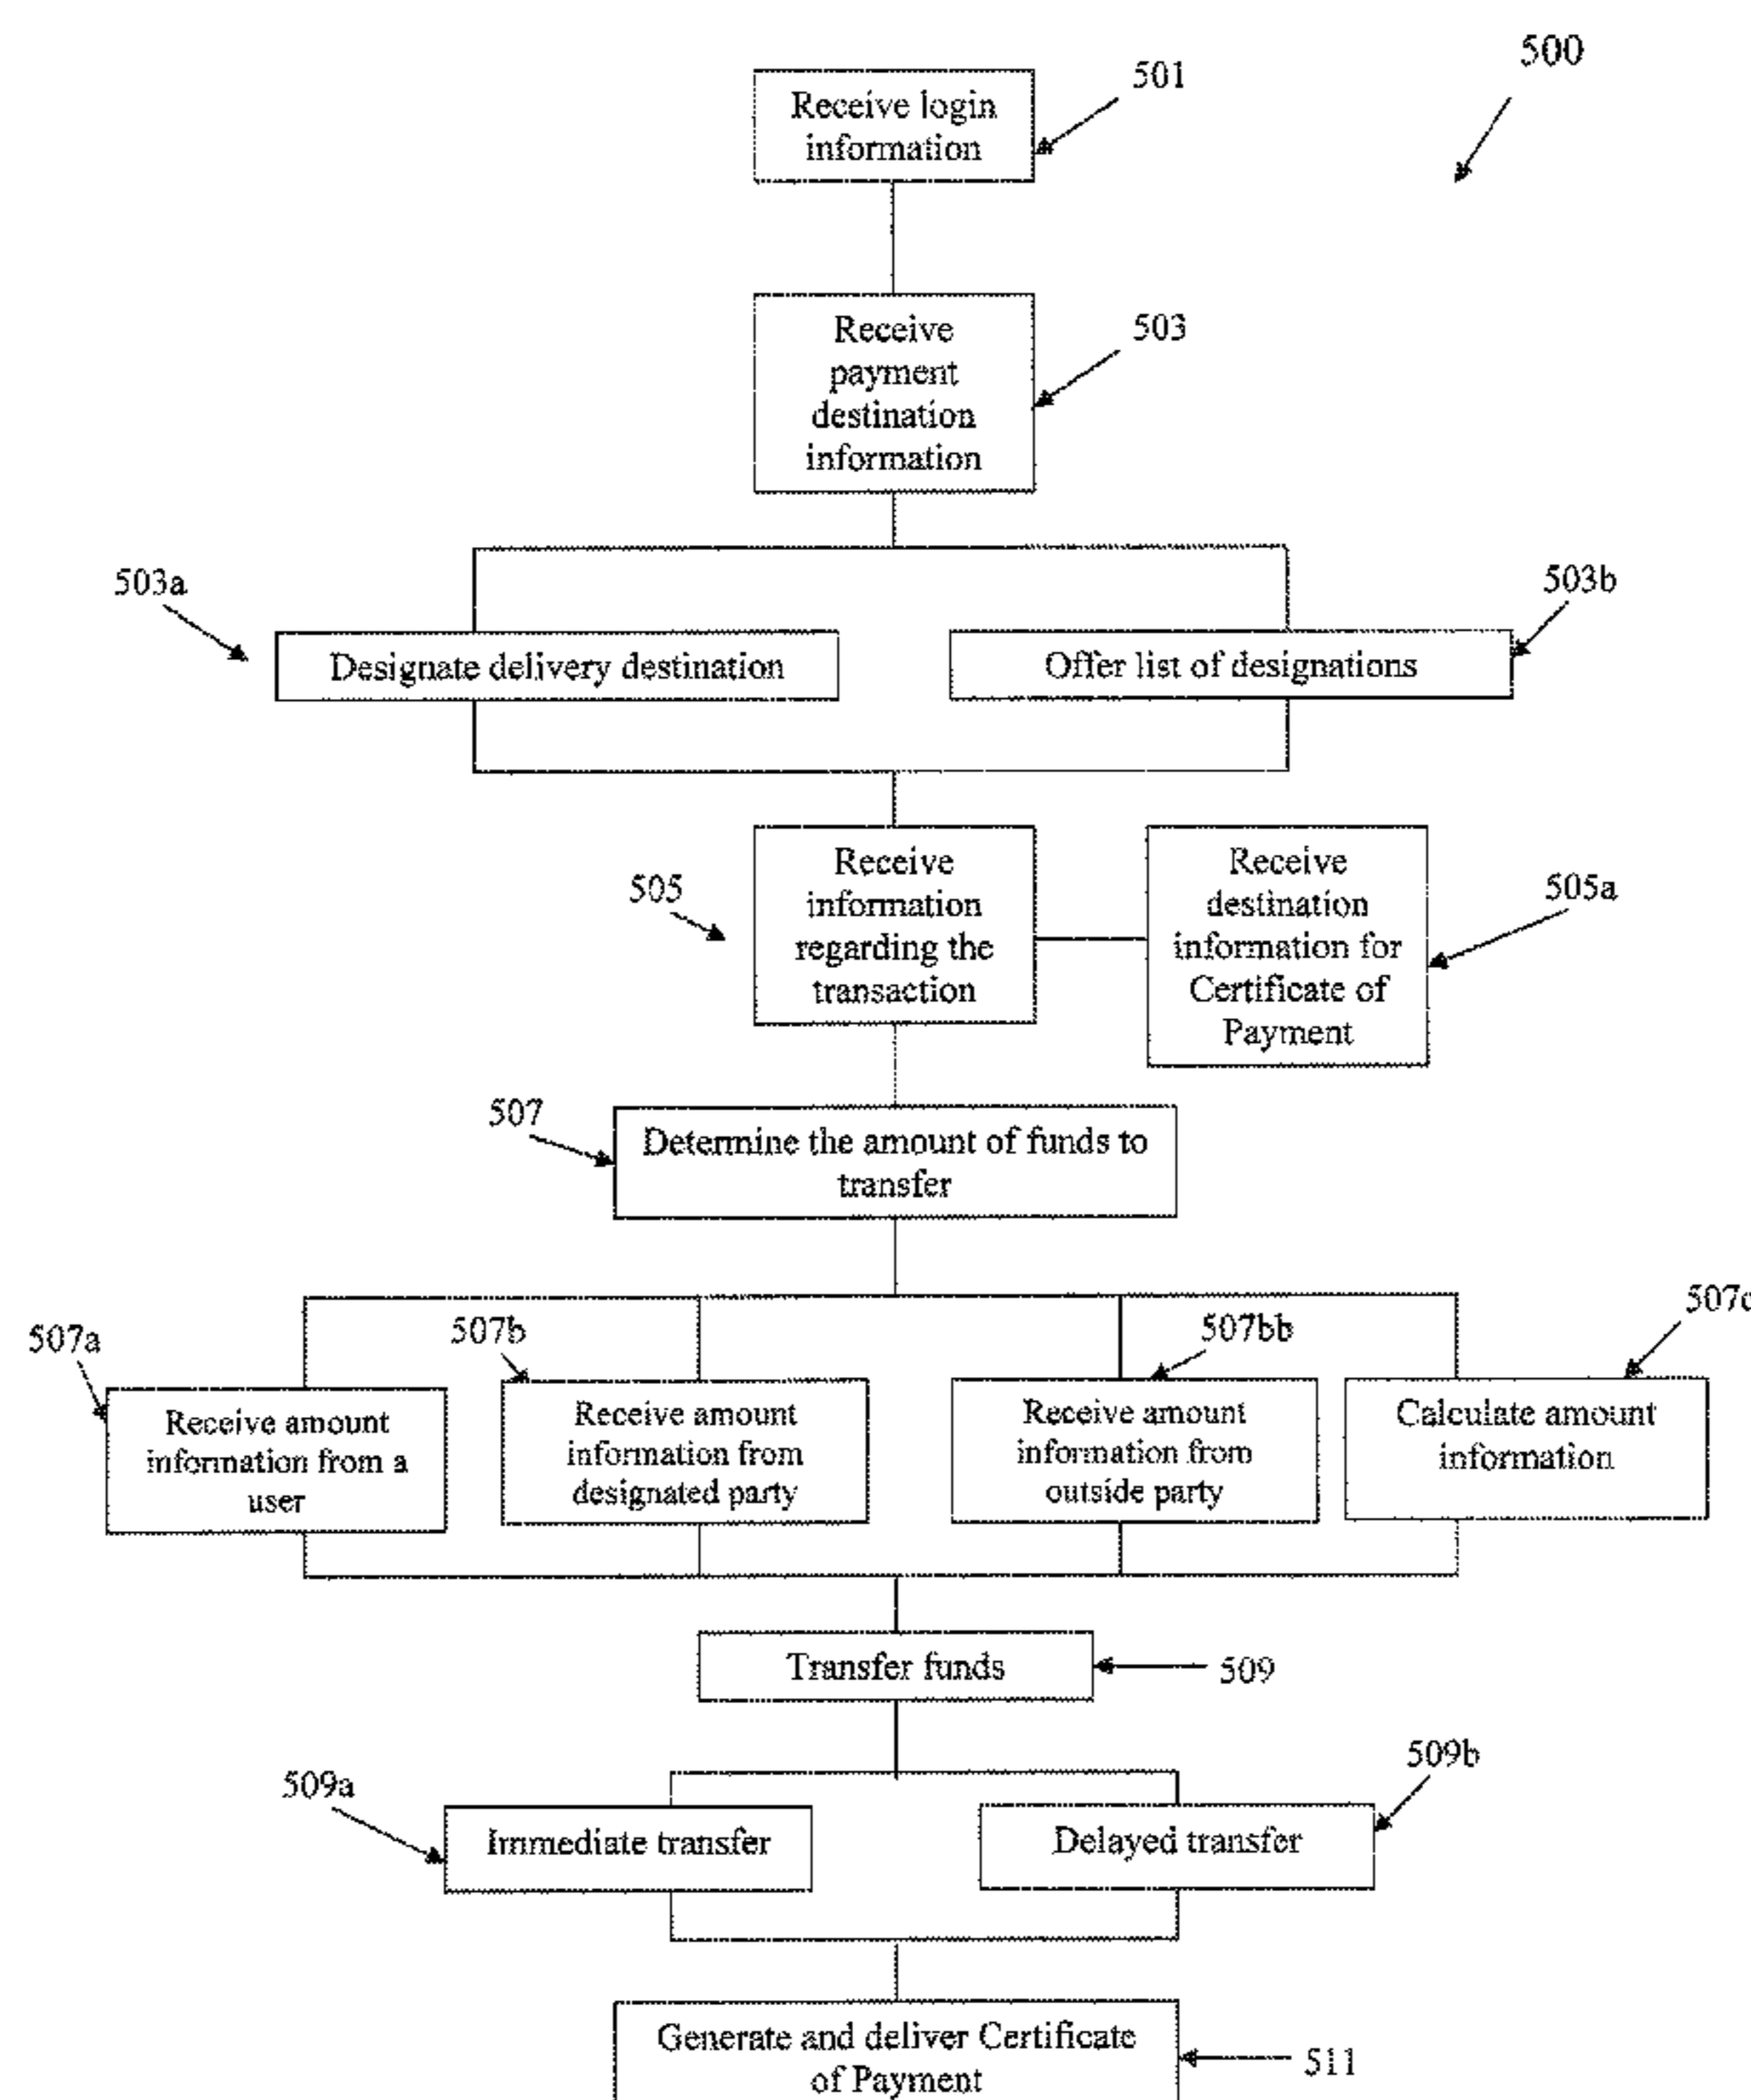 500
501
Receive login
information
503
Receive
payment
destination
information
503a
503b
Designate delivery destination
Offer list of designations
505
Receive
information
regarding the
transaction
Receive
destination
information for
Certificate of
Payment
505a
507
Determine the amount of funds to
transfer
507a
507b
507bb
507c
Receive amount
information from a
user
Receive amount
information from
designated party
Receive amount
information from
outside party
Calculate amount
information
Transfer funds
509
509a
509b
Immediate transfer
Delayed transfer
Generate and deliver Certificate
of Payment
511